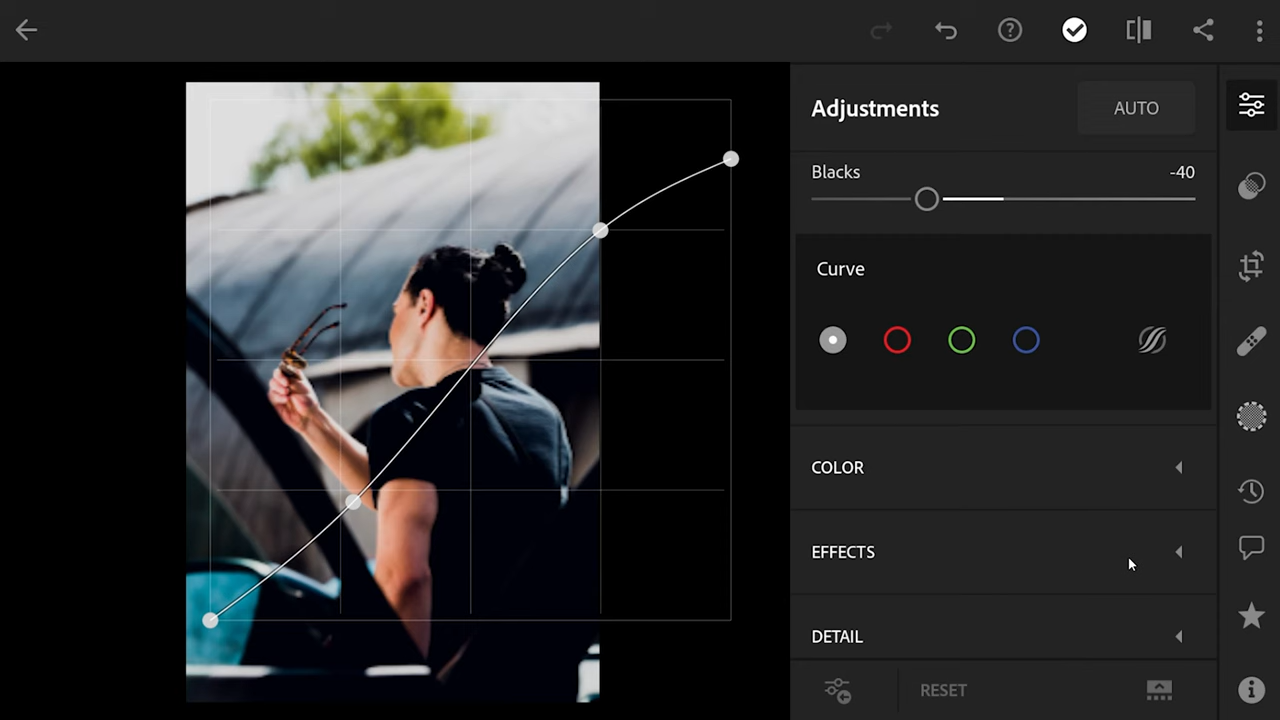 Adjustments
AUTO
Blacks
-40
Curve
COLOR
EFFECTS
DETAIL
RESET